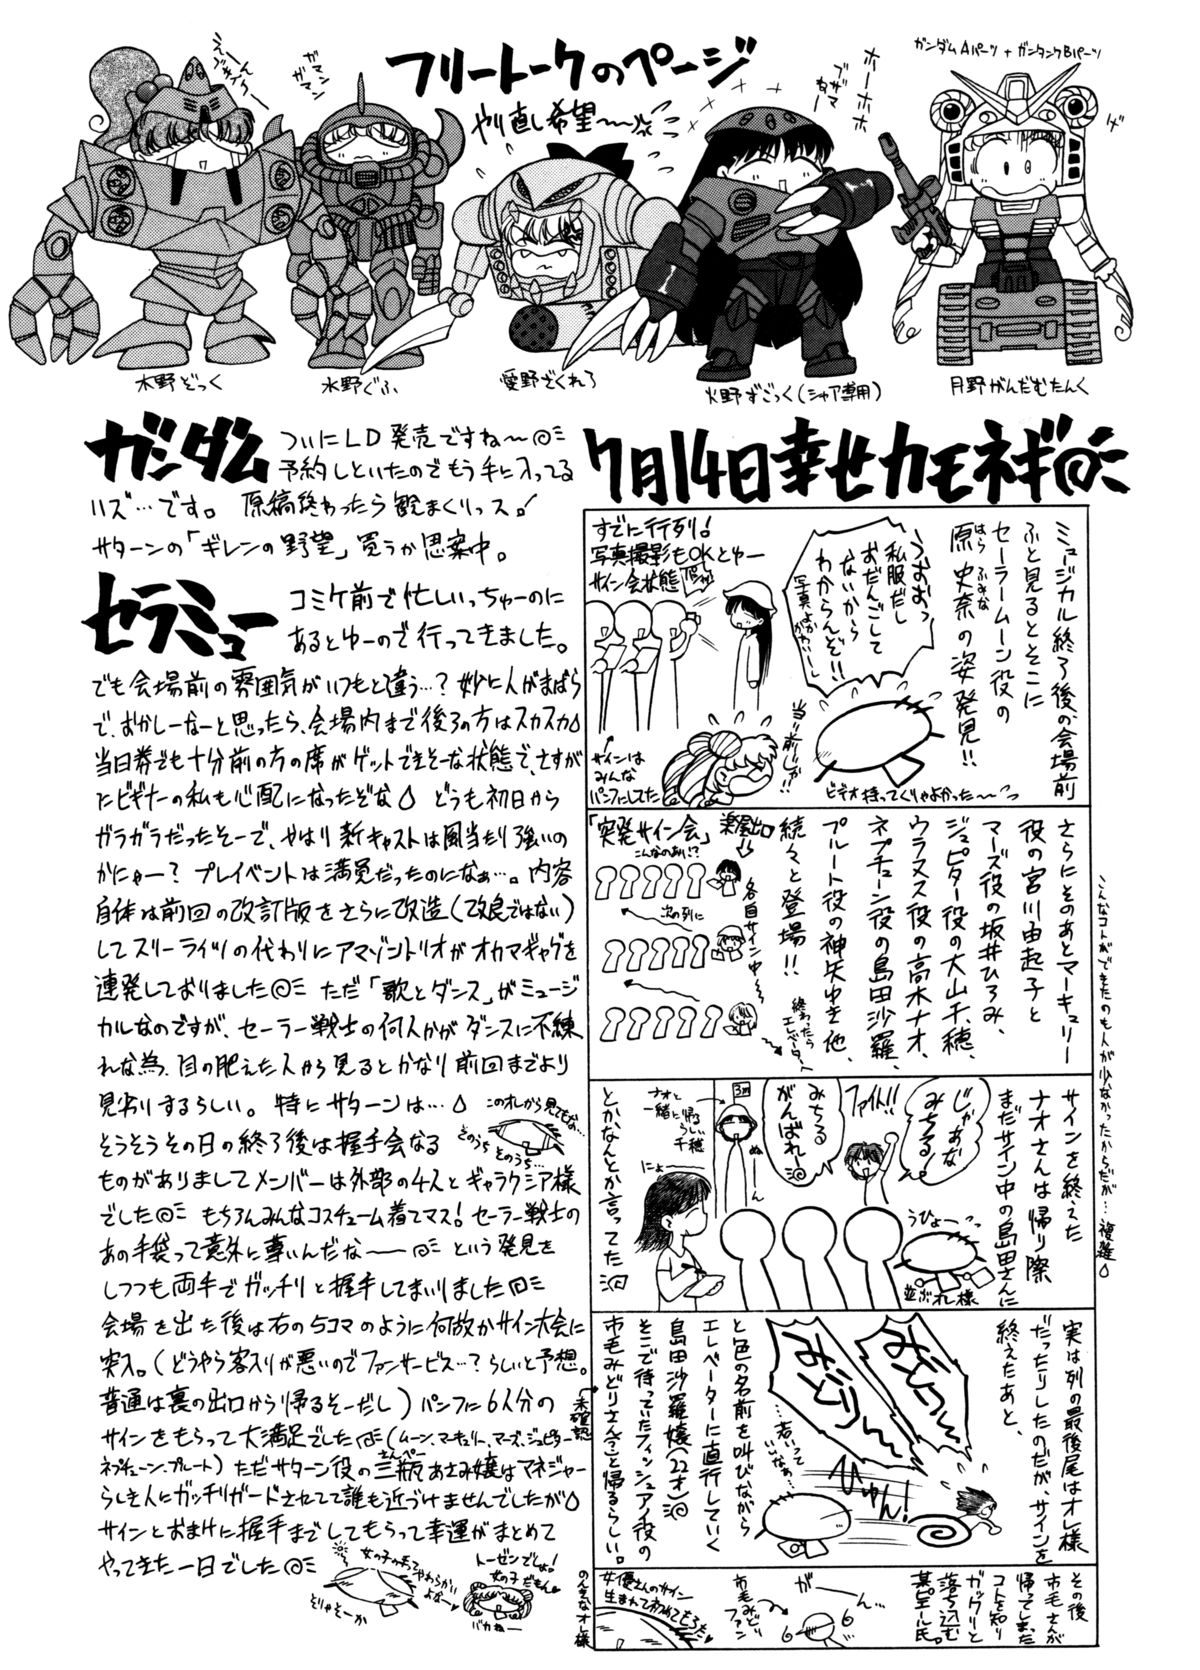 フリートークのページ
やり直し希望〜
ガンダムAパーツ + ガンタンクBパーツ
ガマン
ガマン
ホーホホホ
ブザマねー
げ
木野ぞっく
水野ぐふ
愛野ざくれろ
火野ずごっく(シャア専用)
月野がんだむたんく
ガンダム
ついにLD発売ですね〜
予約しといたのでもう手に入ってる
ハズ…です。原稿終わったら観まくりっス!
サターンの「ギレンの野望」買うか思案中。
セラミュー
コミケ前で忙しいっちゅーのに
あるとゆーので行ってきました。
でも会場前の雰囲気がいつもと違う…?妙に人がまばら
で、おかしーなーと思ったら、会場内まで後ろの方はスカスカ
当日券でも十分前の方の席がゲットできそーな状態で、さすが
にビギナーの私も心配になったぞな どうも初日から
ガラガラだったそーで、やはり新キャストは風当たり強いの
かにゃー?プレイベントは満員だったのになぁ…。内容
自体は前回の改訂版をさらに改造(改良ではない)
してスリーライツの代わりにアマゾントリオがオカマギャグを
連発しておりました ただ「歌とダンス」がミュージ
カルなのですが、セーラー戦士の何人かがダンスに不練
れな為、目の肥えた人から見るとかなり前回までより
見劣りするらしい。特にサターンは…
このオレから見てもな…
そのうち そのうち…
そうそうその日の終了後は握手会なる
ものがありましてメンバーは外部の4人とギャラクシア様
でした もちろんみんなコスチューム着てマス!セーラー戦士の
あの手袋って意外に薄いんだな〜 という発見を
しつつも両手でガッチリと握手してまいりました
会場を出た後は右の5コマのように何故かサイン大会に
突入。(どうやら客入りが悪いのでファンサービス…?らしいと予想。
普通は裏の出口から帰るそーだし)パンフに6人分の
未確認
サインをもらって大満足でした(ムーン、マーキュリー、マーズ、ジュピター
ネプチューン、プルート)ただサターン役の三瓶あさみ嬢はマネジャー
さんぺー
らしき人にガッチリガードされてて誰も近づけませんでしたが
サインとおまけに握手までしてもらって幸運がまとめて
やってきた一日でした
女の子の手ってやわらかい
よなー
ぞりゃそーか
トーゼンでしょ!
女の子だもん
バカねー
のんきなオレ様
7月14日幸せカモネギ
ミュージカル終了後の会場前
ふと見るとそこに
セーラームーン役の
原史奈の姿発見!!
はらふみな
うおおっ
私服だし
おだんごして
ないから
わからんぞ!!
写真よかかわいーし
すでに行列!
写真撮影もOKとゆー
サイン会状態
サインは
みんな
パンフにしてた
当り前でしょが!!
ビデオ持ってくりゃよかった〜
さらにそのあとマーキュリー
役の宮川由起子と
マーズ役の坂井ひろみ、
ジュピター役の大山千穂、
ウラヌス役の高木ナオ、
ネプチューン役の島田沙羅、
プルート役の神矢ゆき他、
続々と登場!!
楽屋出口
「突発サイン会」
こんなのあり!?
次の列に
各自サイン中〜
終わったらエレベーターへ
こんなコトができたのも人が少なかったからだが…複雑
サインを終えた
ナオさんは帰り際
まだサイン中の島田さんに
じゃあな
みちる!
ファイト!!
みちる
がんばれー
3m
ナオと
一緒に帰る
らしい
千穂
ぬーん
にょー
うひょー
並ぶオレ様
とかなんとか言ってた
実は列の最後尾はオレ様
だったりしたのだが、サインを
終えたあと、
みどりぃー
みどりぃー
ひゅん!
…若いって
いいなぁ…
と色の名前を叫びながら
エレベーターに直行していく
島田沙羅嬢(22才)
そこで待っていたフィッシュアイ役の
市毛みどりさん(?)と帰るらしい。
その後
市毛さんが
帰ってしまった
コトを知り
ガックリと
落ち込む
某ピエール氏。
がーん…
市毛みどり
ファン
女優さんのサイン
生まれて初めてもろた!